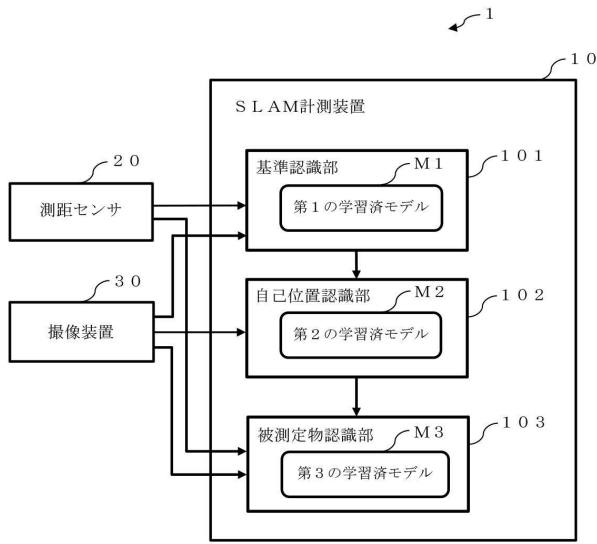 １
１０
ＳＬＡＭ計測装置
２０
測距センサ
３０
撮像装置
１０１
基準認識部
Ｍ１
第１の学習済モデル
１０２
自己位置認識部
Ｍ２
第２の学習済モデル
１０３
被測定物認識部
Ｍ３
第３の学習済モデル